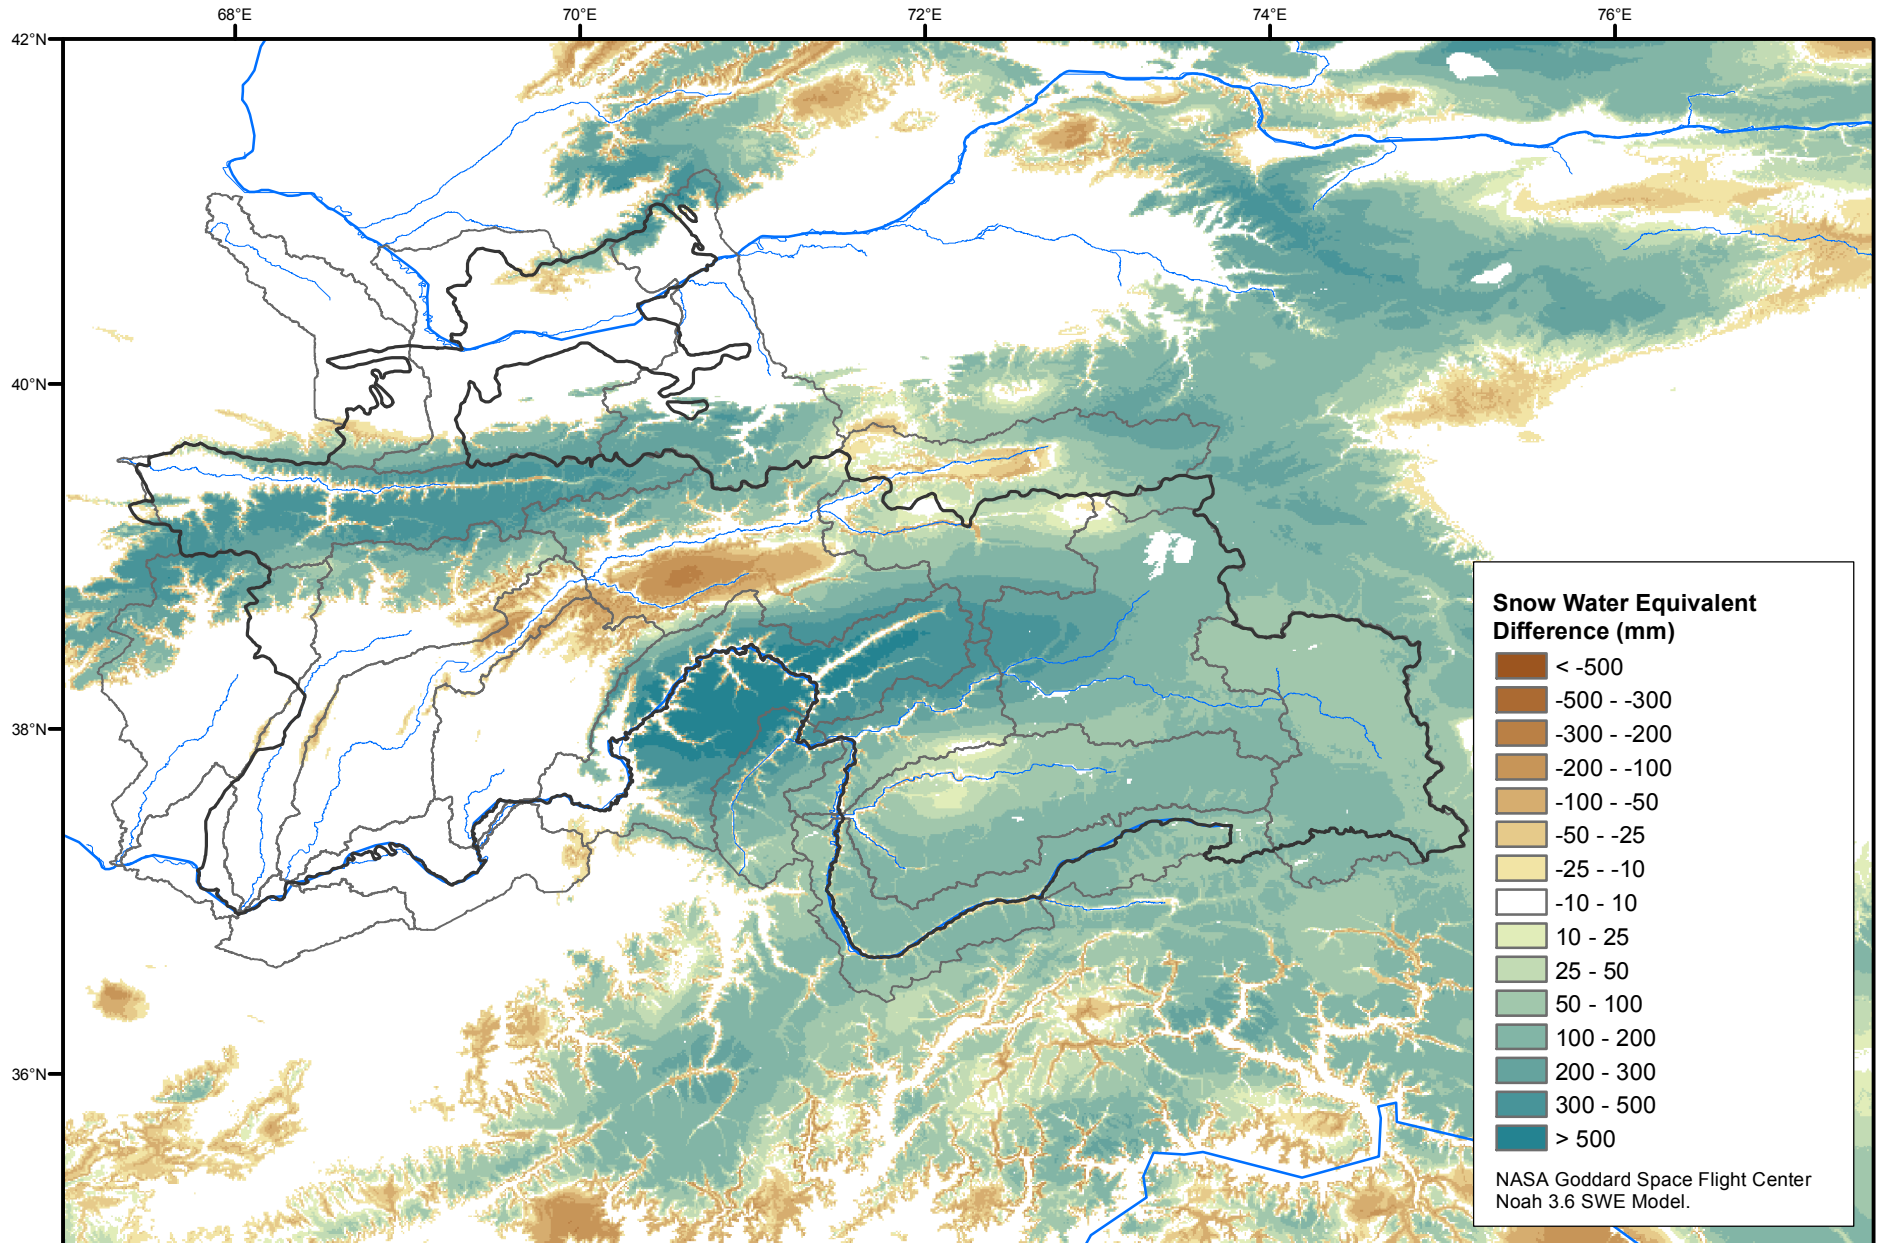 68°E 70°E 72°E 74°E 76°E
42°N
40°N
38°N
36°N
Snow Water Equivalent
Difference (mm)
< -500
-500 - -300
-300 - -200
-200 - -100
-100 - -50
-50 - -25
-25 - -10
-10 - 10
10 - 25
25 - 50
50 - 100
100 - 200
200 - 300
300 - 500
> 500
NASA Goddard Space Flight Center
Noah 3.6 SWE Model.